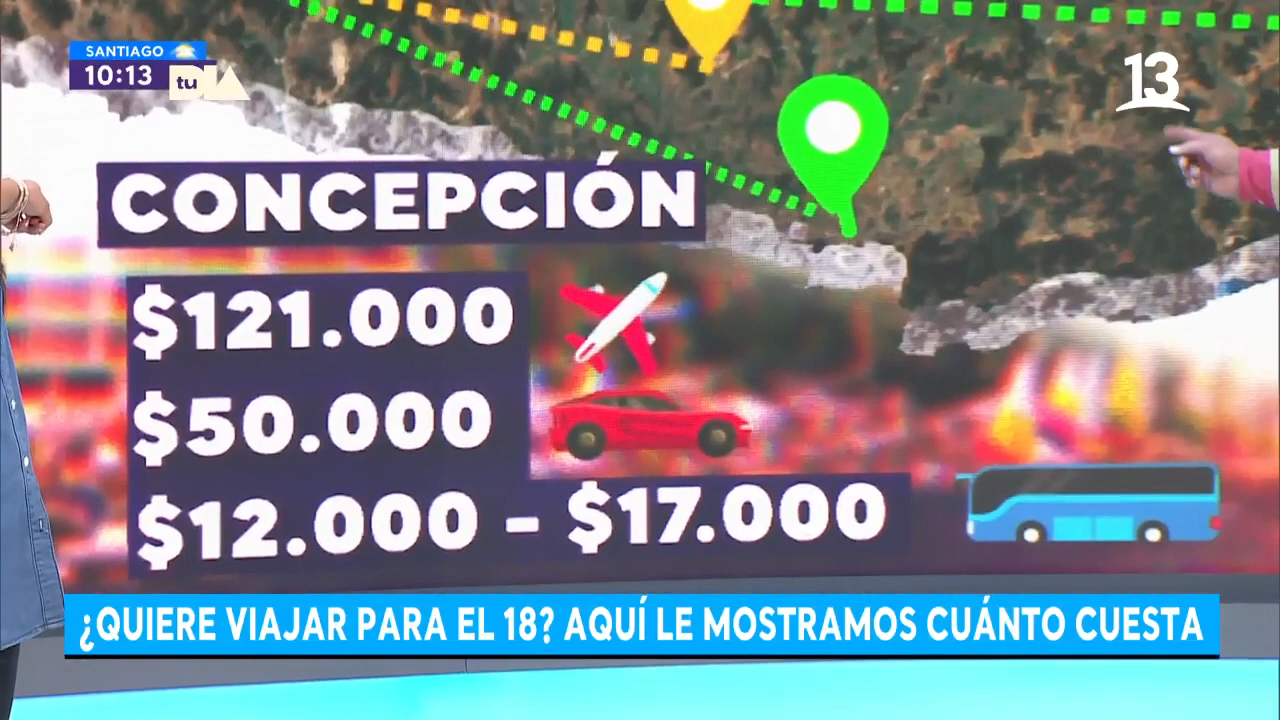 SANTIAGO
10:13
tu DÍA
13
CONCEPCIÓN
$121.000
$50.000
$12.000 - $17.000
¿QUIERE VIAJAR PARA EL 18? AQUÍ LE MOSTRAMOS CUÁNTO CUESTA